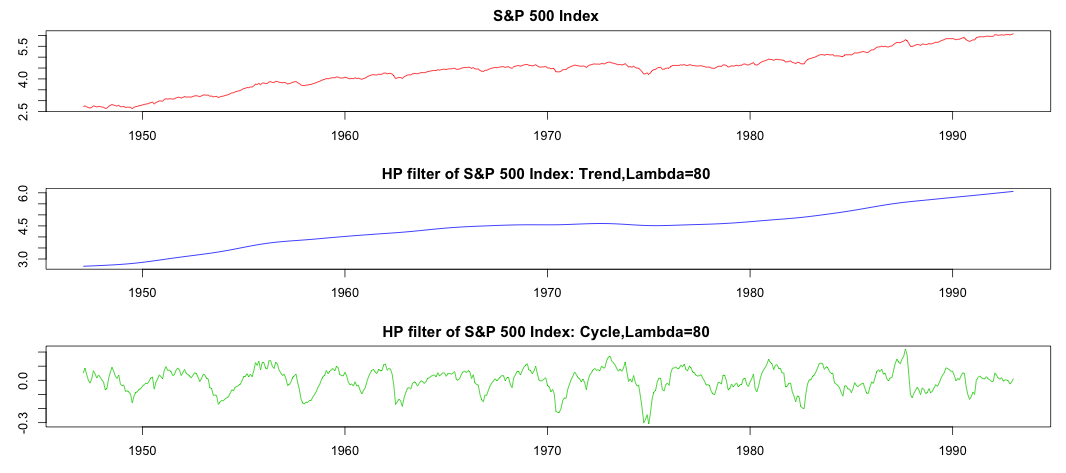 S&P 500 Index
5.5
4.0
2.5
1950 1960 1970 1980 1990
HP filter of S&P 500 Index: Trend,Lambda=80
6.0
4.5
3.0
1950 1960 1970 1980 1990
HP filter of S&P 500 Index: Cycle,Lambda=80
0.0
-0.3
1950 1960 1970 1980 1990